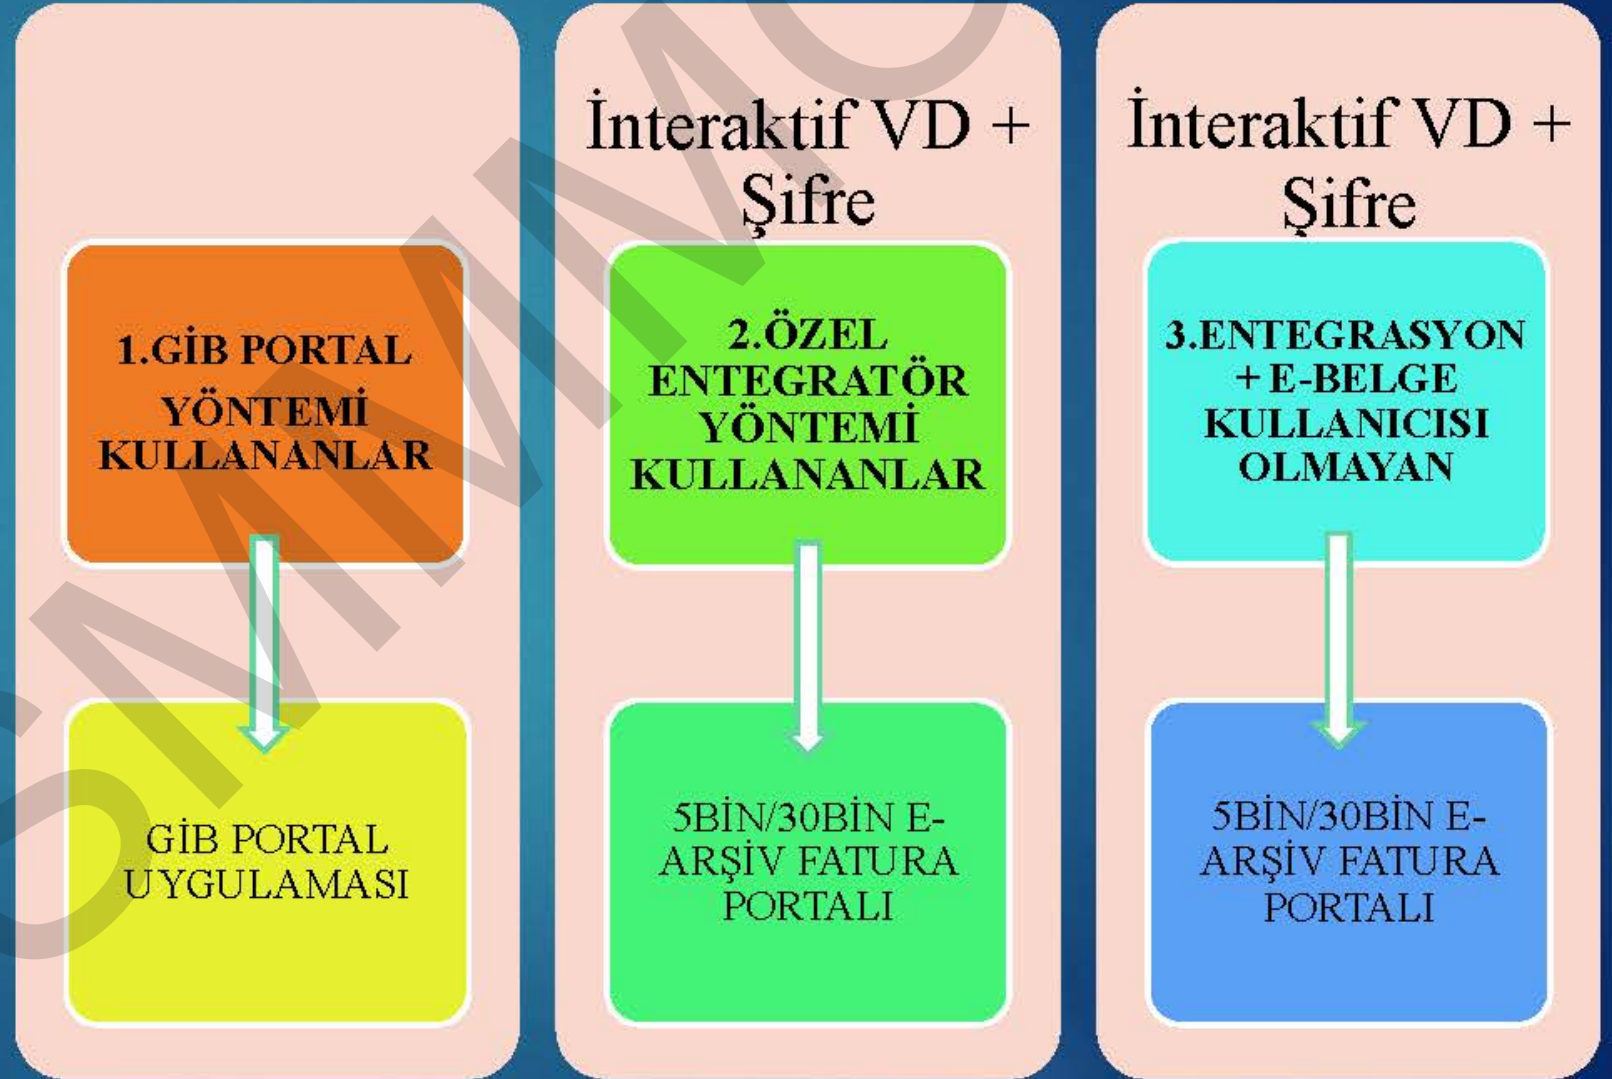 1.GİB PORTAL
YÖNTEMİ
KULLANANLAR
GİB PORTAL
UYGULAMASI
İnteraktif VD +
Şifre
2.ÖZEL
ENTEGRATÖR
YÖNTEMİ
KULLANANLAR
5BİN/30BİN E-
ARŞİV FATURA
PORTALI
İnteraktif VD +
Şifre
3.ENTEGRASYON
+ E-BELGE
KULLANICISI
OLMAYAN
5BİN/30BİN E-
ARŞİV FATURA
PORTALI
SMMMO